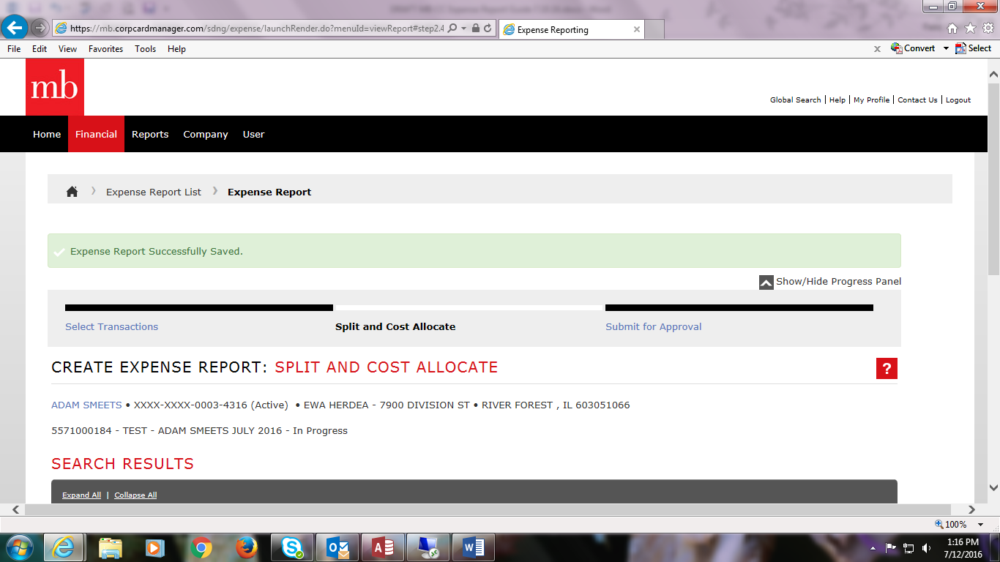 https://mb.corpcardmanager.com/sdng/expense/launchRender.do?menuId=viewReport#step2.4
Expense Reporting
File Edit View Favorites Tools Help
x Convert Select
mb
Global Search | Help | My Profile | Contact Us | Logout
Home Financial Reports Company User
Expense Report List Expense Report
Expense Report Successfully Saved.
Show/Hide Progress Panel
Select Transactions Split and Cost Allocate Submit for Approval
CREATE EXPENSE REPORT: SPLIT AND COST ALLOCATE ?
ADAM SMEETS • XXXX-XXXX-0003-4316 (Active) • EWA HERDEA - 7900 DIVISION ST • RIVER FOREST , IL 603051066
5571000184 - TEST - ADAM SMEETS JULY 2016 - In Progress
SEARCH RESULTS
Expand All | Collapse All
100%
1:16 PM
7/12/2016